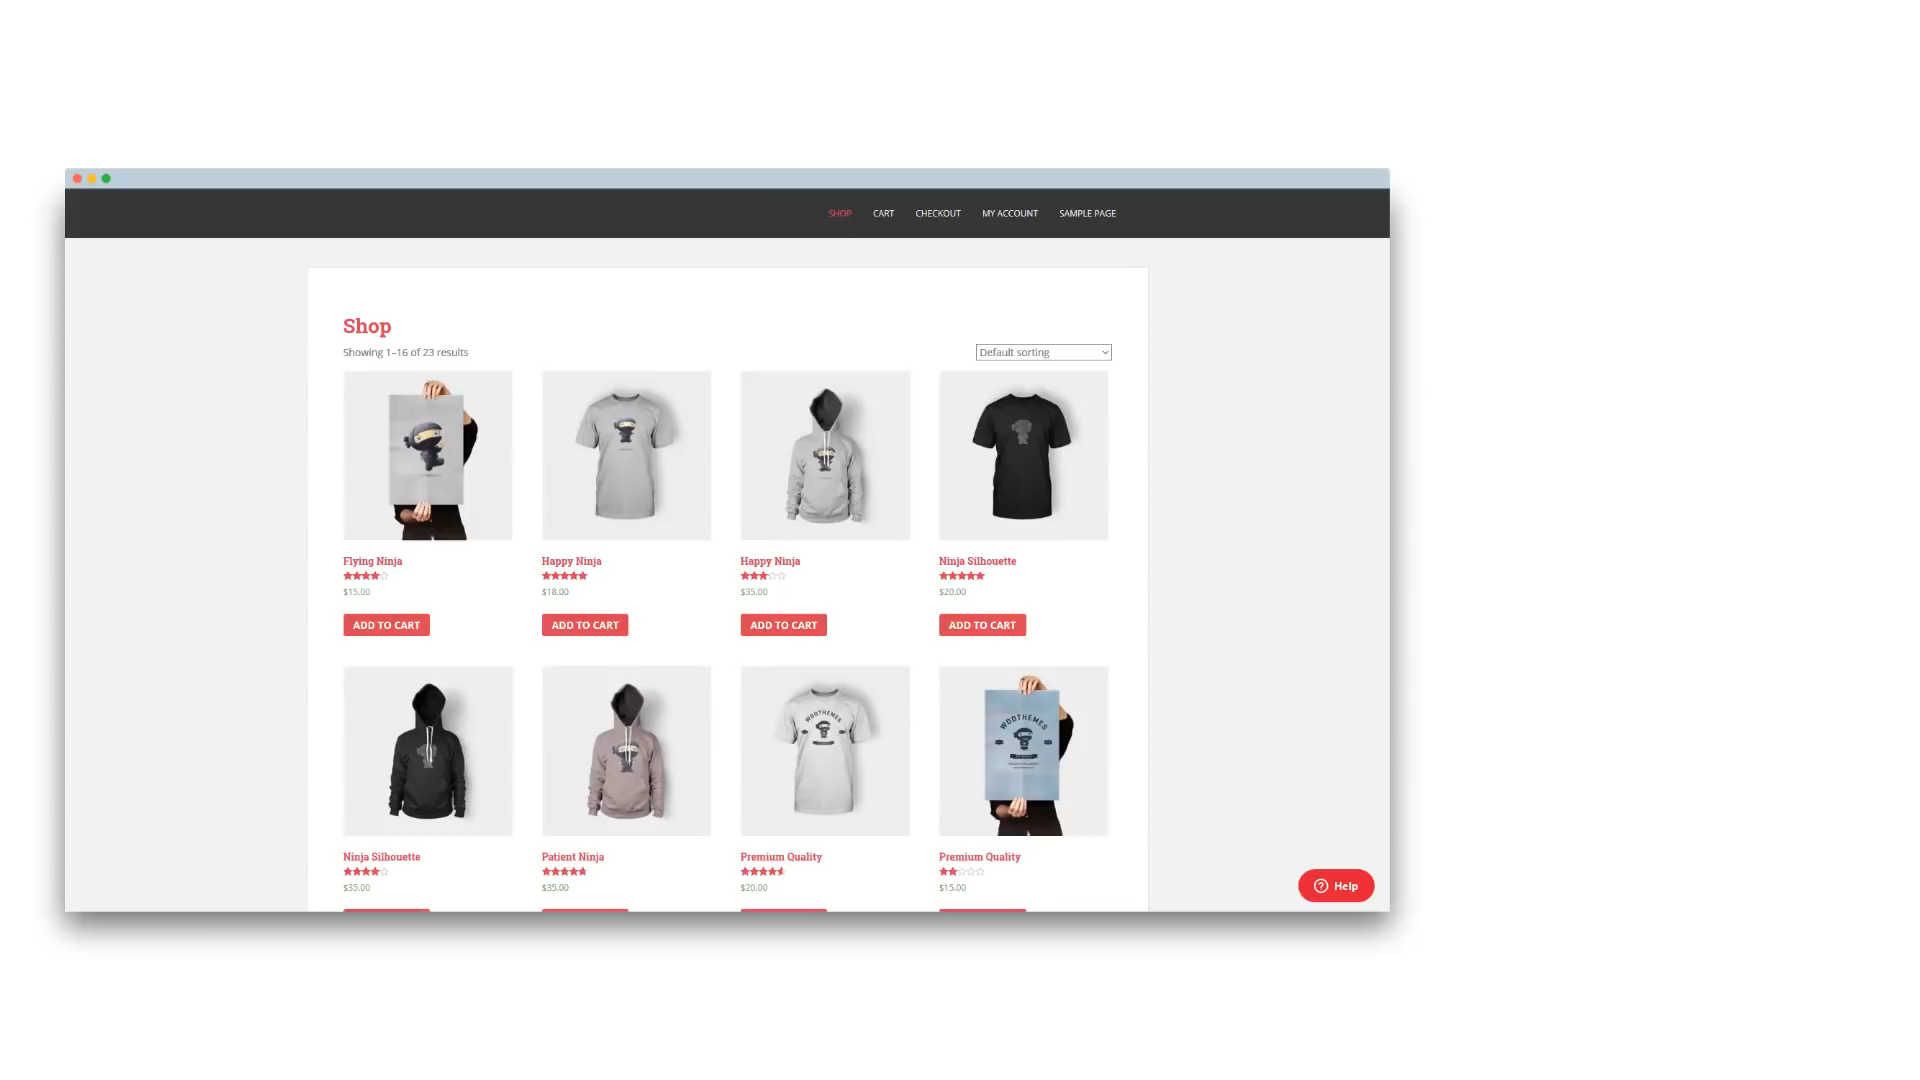 SHOP CART CHECKOUT MY ACCOUNT SAMPLE PAGE
Shop
Showing 1–16 of 23 results
Default sorting
Flying Ninja
$15.00
ADD TO CART
Happy Ninja
$18.00
ADD TO CART
Happy Ninja
$35.00
ADD TO CART
Ninja Silhouette
$20.00
ADD TO CART
WOOTHEMES
WOOTHEMES
Ninja Silhouette
$35.00
Patient Ninja
$35.00
Premium Quality
$20.00
Premium Quality
$15.00
Help